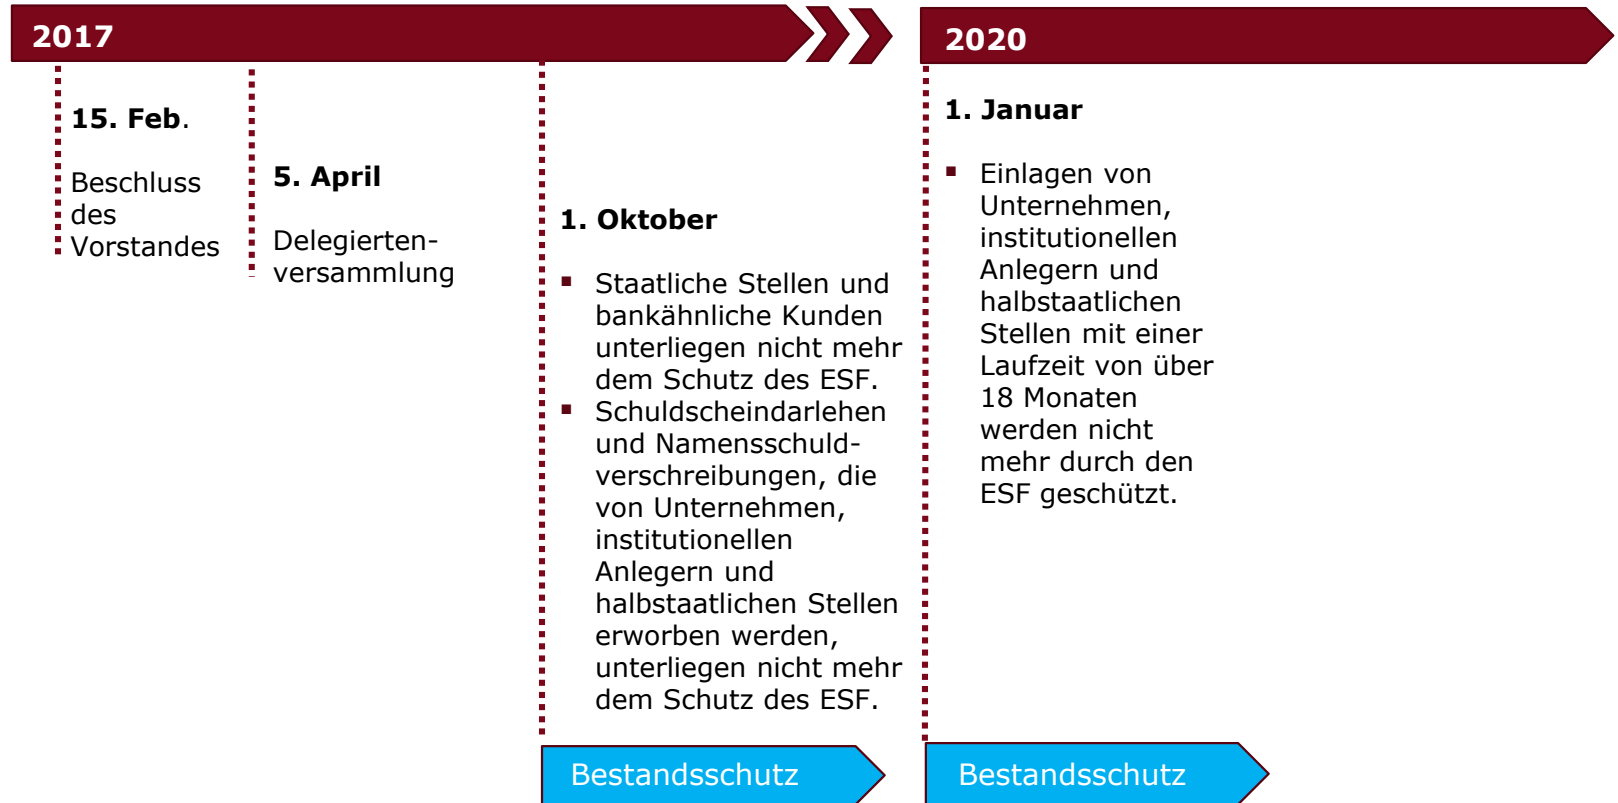 2017
15. Feb.
Beschluss
des
Vorstandes
5. April
Delegierten-
versammlung
1. Oktober
▪ Staatliche Stellen und
bankähnliche Kunden
unterliegen nicht mehr
dem Schutz des ESF.
▪ Schuldscheindarlehen
und Namensschuld-
verschreibungen, die
von Unternehmen,
institutionellen
Anlegern und
halbstaatlichen Stellen
erworben werden,
unterliegen nicht mehr
dem Schutz des ESF.
Bestandsschutz
2020
1. Januar
▪ Einlagen von
Unternehmen,
institutionellen
Anlegern und
halbstaatlichen
Stellen mit einer
Laufzeit von über
18 Monaten
werden nicht
mehr durch den
ESF geschützt.
Bestandsschutz